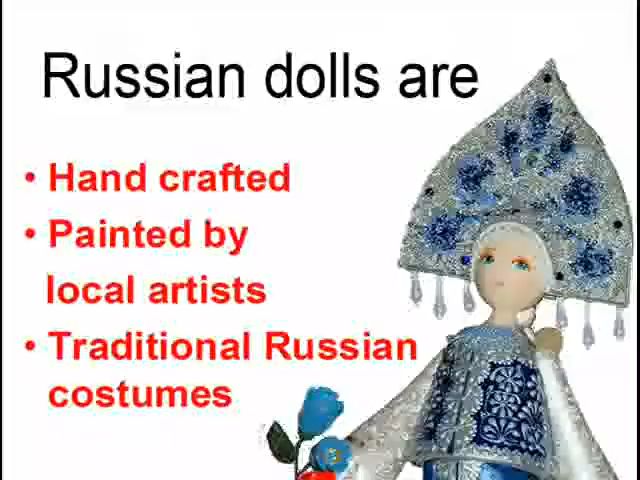 Russian dolls are
• Hand crafted
• Painted by
local artists
• Traditional Russian
costumes